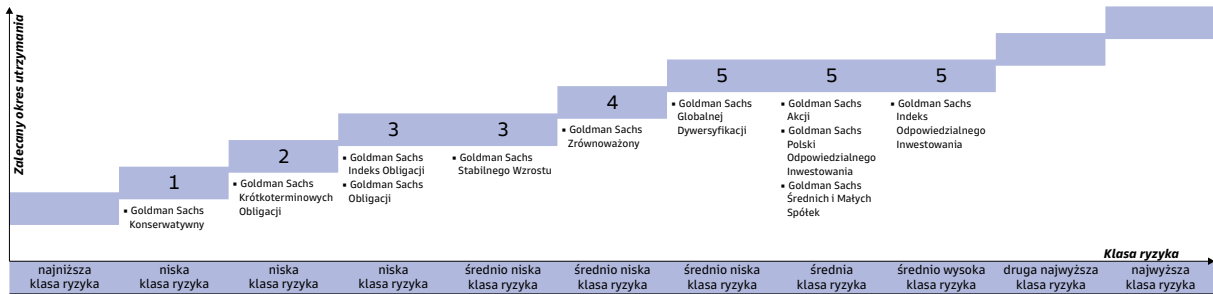 Zalecany okres utrzymania
1
▪ Goldman Sachs
Konserwatywny
2
▪ Goldman Sachs
Krótkoterminowych
Obligacji
3
▪ Goldman Sachs
Indeks Obligacji
▪ Goldman Sachs
Obligacji
3
▪ Goldman Sachs
Stabilnego Wzrostu
4
▪ Goldman Sachs
Zrównoważony
5
▪ Goldman Sachs
Globalnej
Dywersyfikacji
5
▪ Goldman Sachs
Akcji
▪ Goldman Sachs
Polski
Odpowiedzialnego
Inwestowania
▪ Goldman Sachs
Średnich i Małych
Spółek
5
▪ Goldman Sachs
Indeks
Odpowiedzialnego
Inwestowania
Klasa ryzyka
najniższa
klasa ryzyka
niska
klasa ryzyka
niska
klasa ryzyka
niska
klasa ryzyka
średnio niska
klasa ryzyka
średnio niska
klasa ryzyka
średnio niska
klasa ryzyka
średnia
klasa ryzyka
średnio wysoka
klasa ryzyka
druga najwyższa
klasa ryzyka
najwyższa
klasa ryzyka